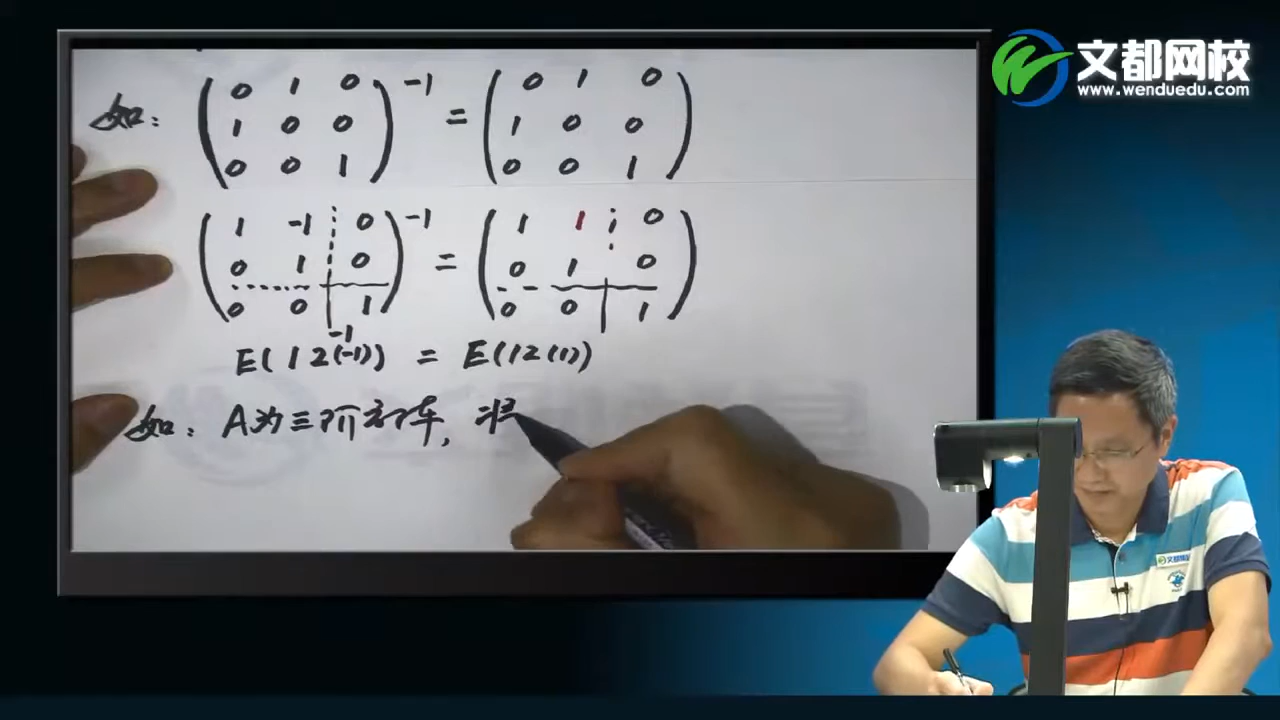 文都网校
www.wenduedu.com
如: ( 0 1 0 ) -1 = ( 0 1 0 )
1 0 0 1 0 0
0 0 1 0 0 1
( 1 -1 0 ) -1 = ( 1 1 0 )
0 1 0 0 1 0
0 0 1 0 0 1
E(12(-1)) -1 = E(12(1))
如: A为三阶方阵, 将